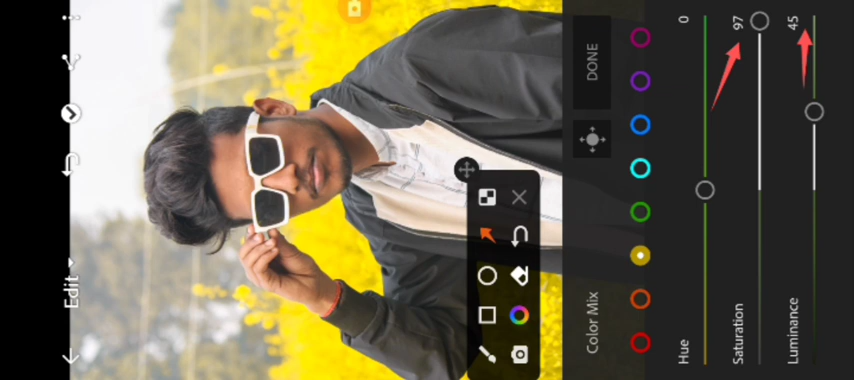 Edit
Color Mix
DONE
Hue
0
Saturation
97
Luminance
45